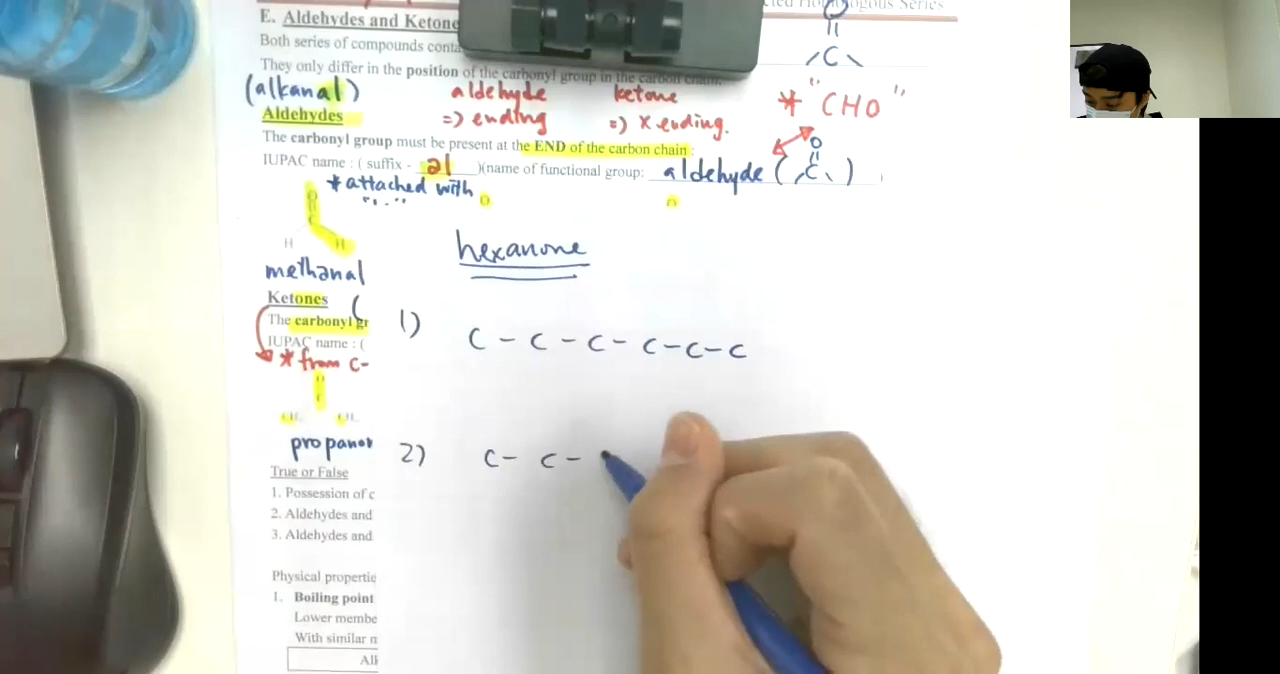 ted Homologous Series
E. Aldehydes and Ketone
Both series of compounds conta
They only differ in the position of the carbonyl group in the carbon chain.
O
C
(alkanal)
aldehyde
ketone
* "CHO"
Aldehydes
=) ending
=) x ending.
The carbonyl group must be present at the END of the carbon chain :
O
IUPAC name : ( suffix - al )(name of functional group: aldehyde ( C )
* attached with
O
O
O
C
H
H
hexanone
methanal
Ketones (
The carbonyl gr
1)
C - C - C - C - C - C
IUPAC name : (
* from C-
O
C
propanon
2)
C - C -
True or False
1. Possession of c
2. Aldehydes and
3. Aldehydes and
Physical propertie
1. Boiling point
Lower membe
With similar n
All